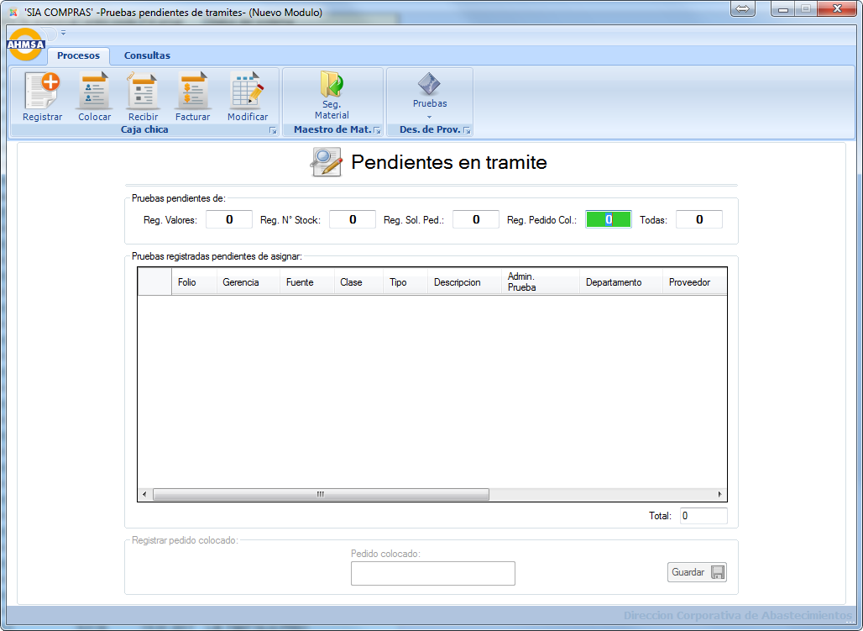 'SIA COMPRAS' -Pruebas pendientes de tramites- (Nuevo Modulo)
AHMSA
Procesos Consultas
Registrar Colocar Recibir Facturar Modificar
Seg. Material
Pruebas
Caja chica Maestro de Mat. Des. de Prov.
Pendientes en tramite
Pruebas pendientes de:
Reg. Valores: 0 Reg. N° Stock: 0 Reg. Sol. Ped.: 0 Reg. Pedido Col.: 0 Todas: 0
Pruebas registradas pendientes de asignar:
Folio Gerencia Fuente Clase Tipo Descripcion Admin. Prueba Departamento Proveedor
Total: 0
Registrar pedido colocado:
Pedido colocado:
Guardar
Direccion Corporativa de Abastecimientos